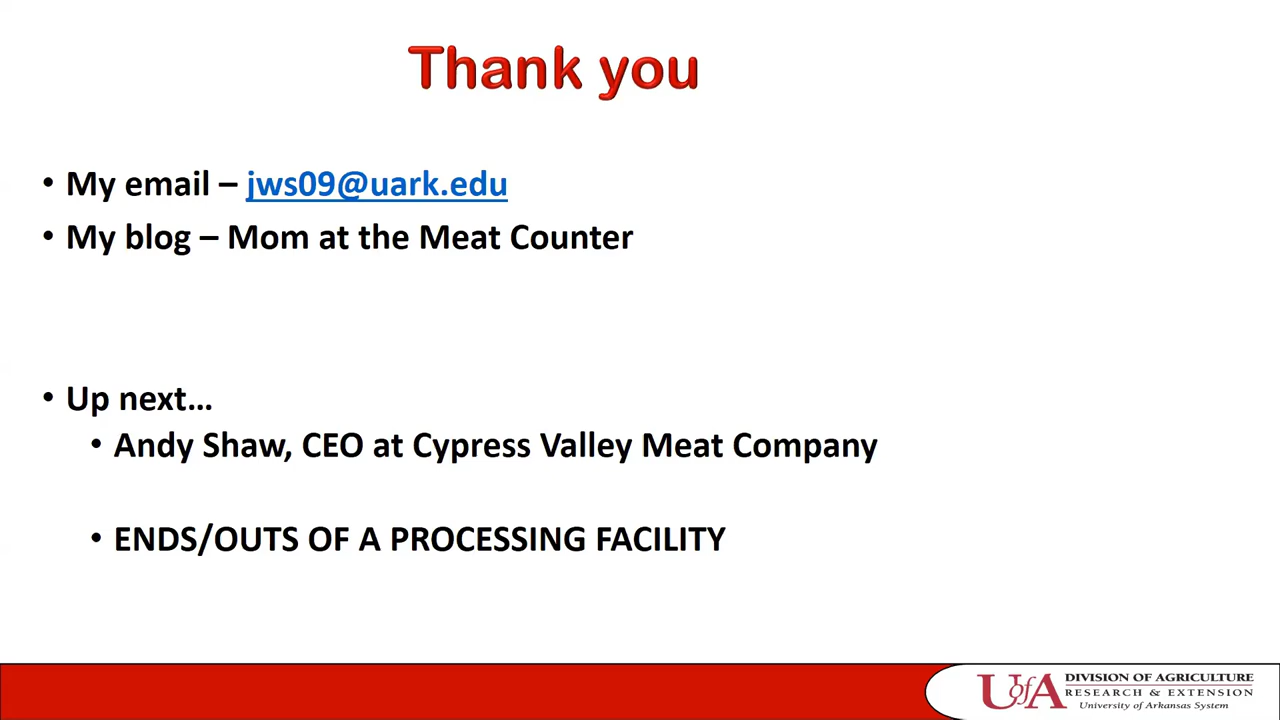 Thank you
• My email – jws09@uark.edu
• My blog – Mom at the Meat Counter
• Up next…
• Andy Shaw, CEO at Cypress Valley Meat Company
• ENDS/OUTS OF A PROCESSING FACILITY
UofA DIVISION OF AGRICULTURE
RESEARCH & EXTENSION
University of Arkansas System